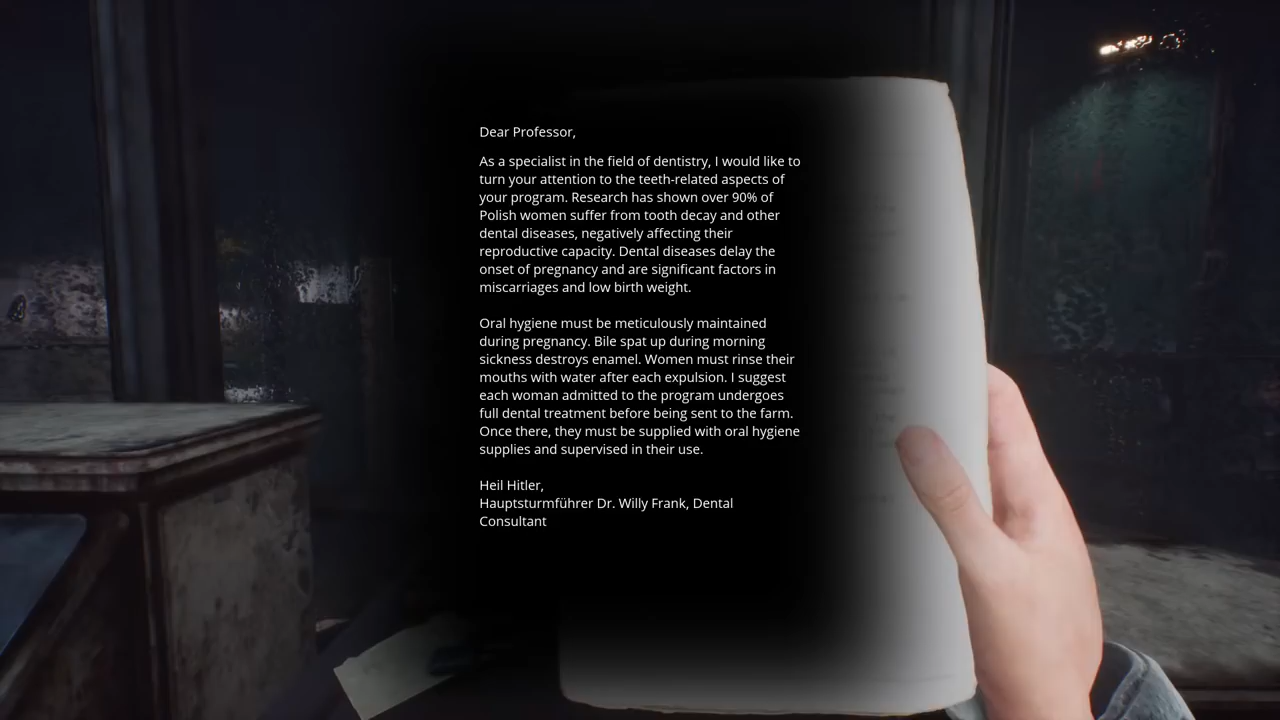 Dear Professor,
As a specialist in the field of dentistry, I would like to
turn your attention to the teeth-related aspects of
your program. Research has shown over 90% of
Polish women suffer from tooth decay and other
dental diseases, negatively affecting their
reproductive capacity. Dental diseases delay the
onset of pregnancy and are significant factors in
miscarriages and low birth weight.
Oral hygiene must be meticulously maintained
during pregnancy. Bile spat up during morning
sickness destroys enamel. Women must rinse their
mouths with water after each expulsion. I suggest
each woman admitted to the program undergoes
full dental treatment before being sent to the farm.
Once there, they must be supplied with oral hygiene
supplies and supervised in their use.
Heil Hitler,
Hauptsturmführer Dr. Willy Frank, Dental
Consultant